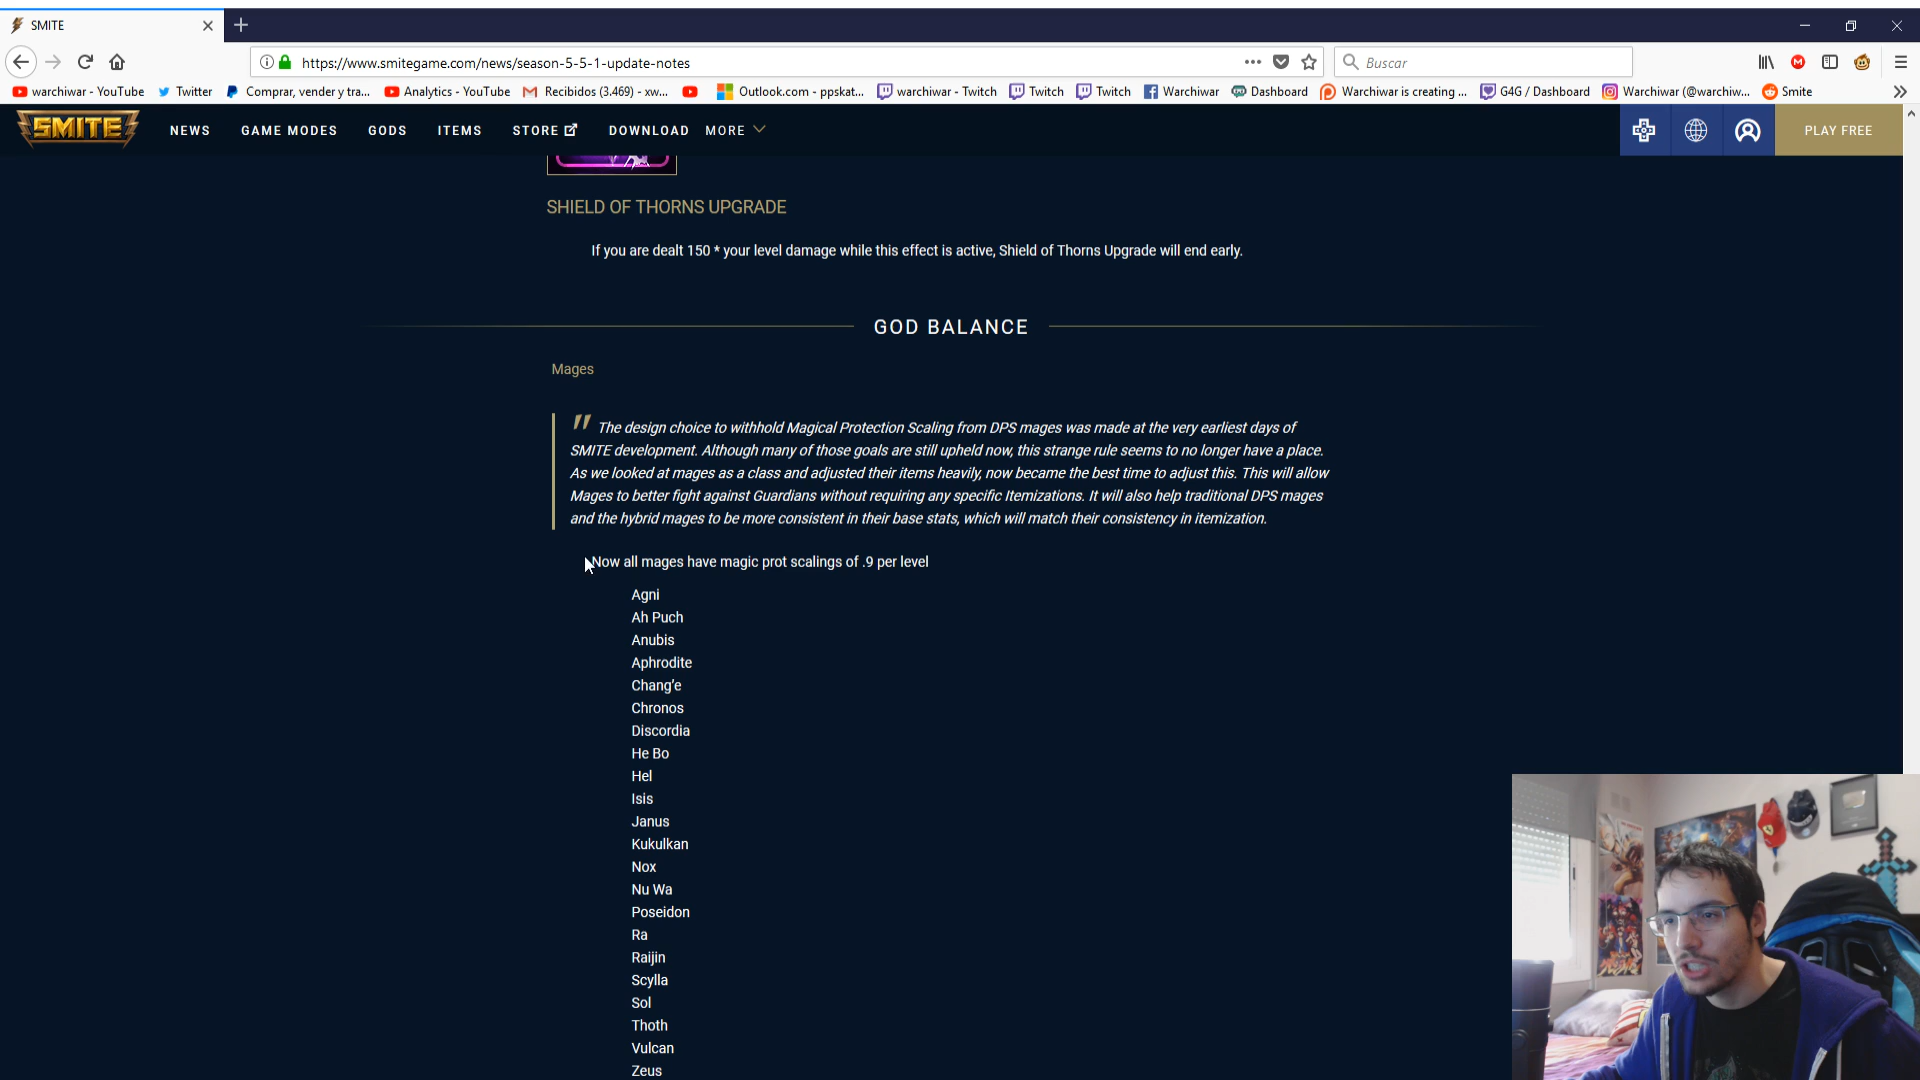 SMITE
https://www.smitegame.com/news/season-5-5-1-update-notes
Buscar
warchiwar - YouTube
Twitter
Comprar, vender y tra...
Analytics - YouTube
Recibidos (3.469) - xw...
Outlook.com - ppskat...
warchiwar - Twitch
Twitch
Twitch
Warchiwar
Dashboard
Warchiwar is creating ...
G4G / Dashboard
Warchiwar (@warchiw...
Smite
SMITE
NEWS
GAME MODES
GODS
ITEMS
STORE
DOWNLOAD
MORE
PLAY FREE
SHIELD OF THORNS UPGRADE
If you are dealt 150 * your level damage while this effect is active, Shield of Thorns Upgrade will end early.
GOD BALANCE
Mages
" The design choice to withhold Magical Protection Scaling from DPS mages was made at the very earliest days of
SMITE development. Although many of those goals are still upheld now, this strange rule seems to no longer have a place.
As we looked at mages as a class and adjusted their items heavily, now became the best time to adjust this. This will allow
Mages to better fight against Guardians without requiring any specific Itemizations. It will also help traditional DPS mages
and the hybrid mages to be more consistent in their base stats, which will match their consistency in itemization.
Now all mages have magic prot scalings of .9 per level
Agni
Ah Puch
Anubis
Aphrodite
Chang'e
Chronos
Discordia
He Bo
Hel
Isis
Janus
Kukulkan
Nox
Nu Wa
Poseidon
Ra
Raijin
Scylla
Sol
Thoth
Vulcan
Zeus